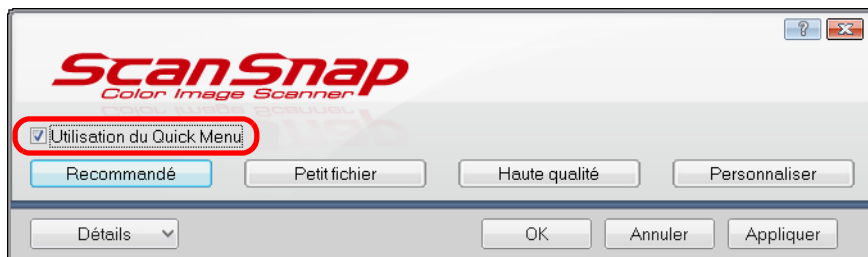 ScanSnap
Color Image Scanner
Utilisation du Quick Menu
Recommandé Petit fichier Haute qualité Personnaliser
Détails OK Annuler Appliquer